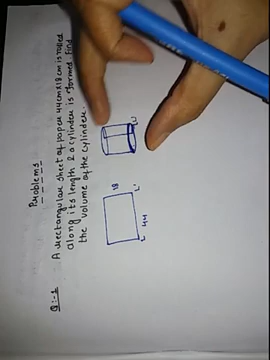 Problems
Q:-1 A rectangular sheet of paper 44cm x 18cm is rolled
along its length & a cylinder is formed. Find
the volume of the cylinder.
18
44